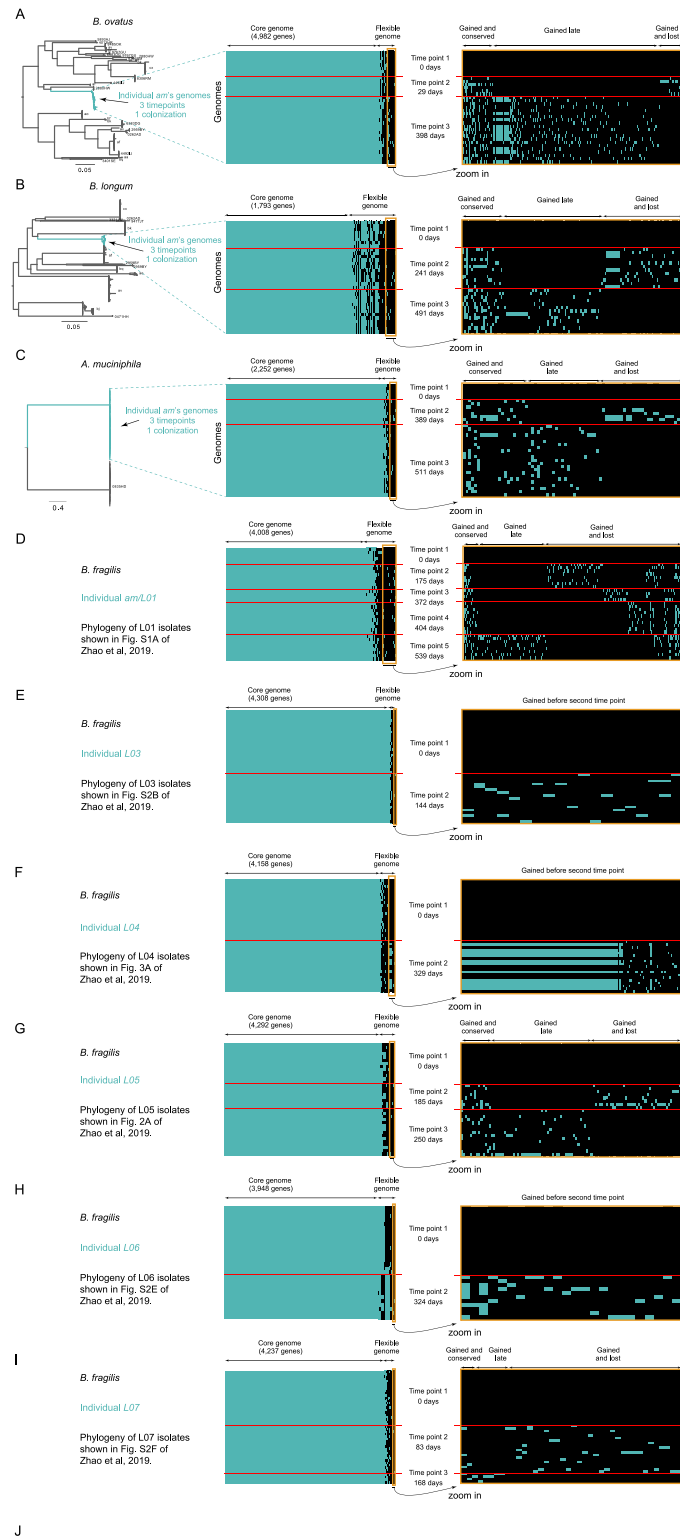 A
B. ovatus
Core genome
(4,982 genes)
Flexible
genome
Gained and
conserved
Gained late
Gained
and lost
Individual am's genomes
3 timepoints
1 colonization
0.05
Genomes
Time point 1
0 days
Time point 2
29 days
Time point 3
398 days
zoom in
B
B. longum
Core genome
(1,793 genes)
Flexible
genome
Gained and
conserved
Gained late
Gained
and lost
Individual am's genomes
3 timepoints
1 colonization
0.05
Genomes
Time point 1
0 days
Time point 2
241 days
Time point 3
491 days
zoom in
C
A. muciniphila
Core genome
(2,252 genes)
Flexible
genome
Gained and
conserved
Gained
late
Gained
and lost
Individual am's genomes
3 timepoints
1 colonization
0.4
Genomes
Time point 1
0 days
Time point 2
389 days
Time point 3
511 days
zoom in
D
B. fragilis
Individual am/L01
Phylogeny of L01 isolates
shown in Fig. S1A of
Zhao et al, 2019.
Core genome
(4,008 genes)
Flexible
genome
Gained and
conserved
Gained
late
Gained
and lost
Time point 1
0 days
Time point 2
175 days
Time point 3
372 days
Time point 4
404 days
Time point 5
539 days
zoom in
E
B. fragilis
Individual L03
Phylogeny of L03 isolates
shown in Fig. S2B of
Zhao et al, 2019.
Core genome
(4,308 genes)
Flexible
genome
Gained before second time point
Time point 1
0 days
Time point 2
144 days
zoom in
F
B. fragilis
Individual L04
Phylogeny of L04 isolates
shown in Fig. 3A of
Zhao et al, 2019.
Core genome
(4,158 genes)
Flexible
genome
Gained before second time point
Time point 1
0 days
Time point 2
329 days
zoom in
G
B. fragilis
Individual L05
Phylogeny of L05 isolates
shown in Fig. 2A of
Zhao et al, 2019.
Core genome
(4,292 genes)
Flexible
genome
Gained and
conserved
Gained
late
Gained
and lost
Time point 1
0 days
Time point 2
185 days
Time point 3
250 days
zoom in
H
B. fragilis
Individual L06
Phylogeny of L06 isolates
shown in Fig. S2E of
Zhao et al, 2019.
Core genome
(3,948 genes)
Flexible
genome
Gained before second time point
Time point 1
0 days
Time point 2
324 days
zoom in
I
B. fragilis
Individual L07
Phylogeny of L07 isolates
shown in Fig. S2F of
Zhao et al, 2019.
Core genome
(4,237 genes)
Flexible
genome
Gained and
conserved
Gained
late
Gained
and lost
Time point 1
0 days
Time point 2
83 days
Time point 3
168 days
zoom in
J